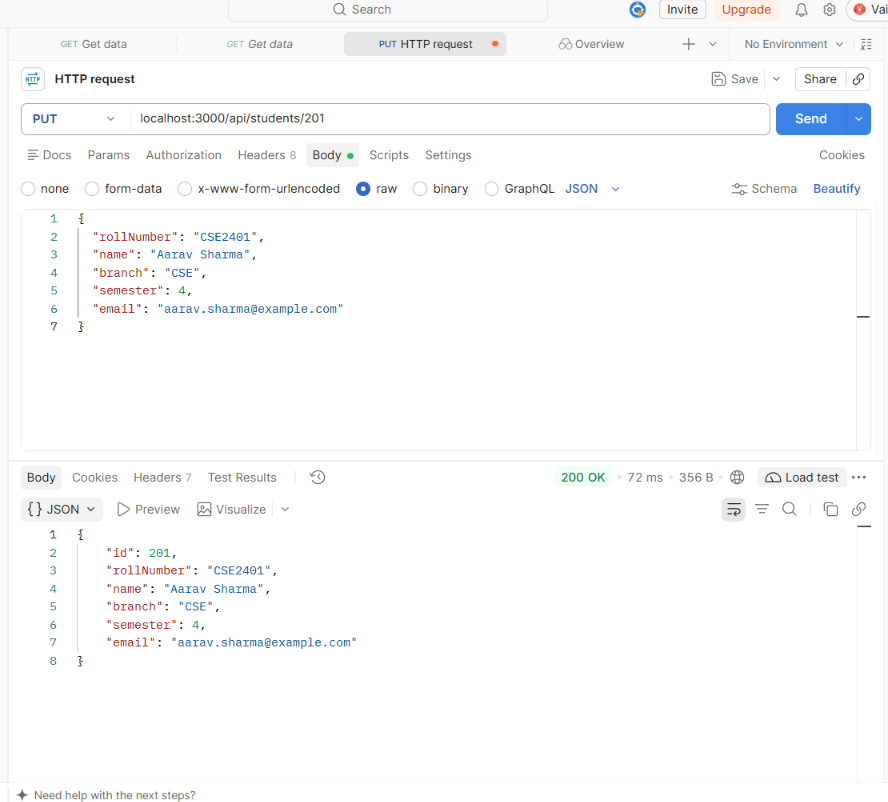 Search Invite Upgrade Vai
GET Get data GET Get data PUT HTTP request Overview No Environment
HTTP HTTP request Save Share
PUT localhost:3000/api/students/201 Send
Docs Params Authorization Headers 8 Body Scripts Settings Cookies
none form-data x-www-form-urlencoded raw binary GraphQL JSON Schema Beautify
1 {
2 "rollNumber": "CSE2401",
3 "name": "Aarav Sharma",
4 "branch": "CSE",
5 "semester": 4,
6 "email": "aarav.sharma@example.com"
7 }
Body Cookies Headers 7 Test Results 200 OK • 72 ms • 356 B • Load test
{} JSON Preview Visualize
1 {
2 "id": 201,
3 "rollNumber": "CSE2401",
4 "name": "Aarav Sharma",
5 "branch": "CSE",
6 "semester": 4,
7 "email": "aarav.sharma@example.com"
8 }
Need help with the next steps?